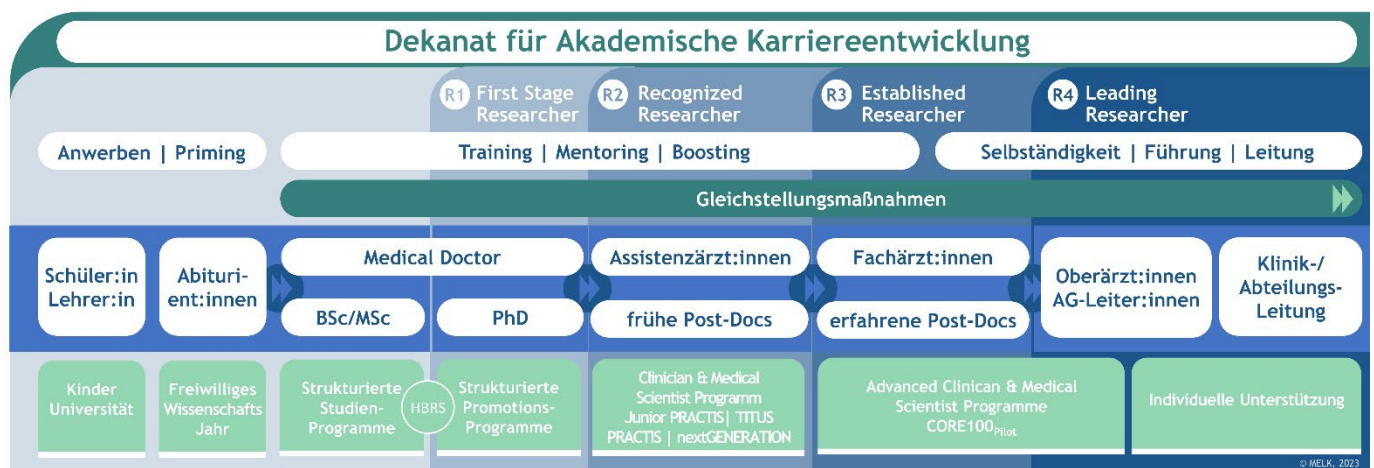 Dekanat für Akademische Karriereentwicklung
R1 First Stage
Researcher
R2 Recognized
Researcher
R3 Established
Researcher
R4 Leading
Researcher
Anwerben | Priming
Training | Mentoring | Boosting
Selbständigkeit | Führung | Leitung
Gleichstellungsmaßnahmen
Schüler:in
Lehrer:in
Abituri-
ent:innen
Medical Doctor
BSc/MSc
PhD
Assistenzärzt:innen
frühe Post-Docs
Fachärzt:innen
erfahrene Post-Docs
Oberärzt:innen
AG-Leiter:innen
Klinik-/
Abteilungs-
Leitung
Kinder
Universität
Freiwilliges
Wissenschafts
Jahr
Strukturierte
Studien-
Programme
HBRS
Strukturierte
Promotions-
Programme
Clinician & Medical
Scientist Programm
Junior PRACTIS| TITUS
PRACTIS | nextGENERATION
Advanced Clinican & Medical
Scientist Programme
CORE100Pilot
Individuelle Unterstützung
© MELK, 2023